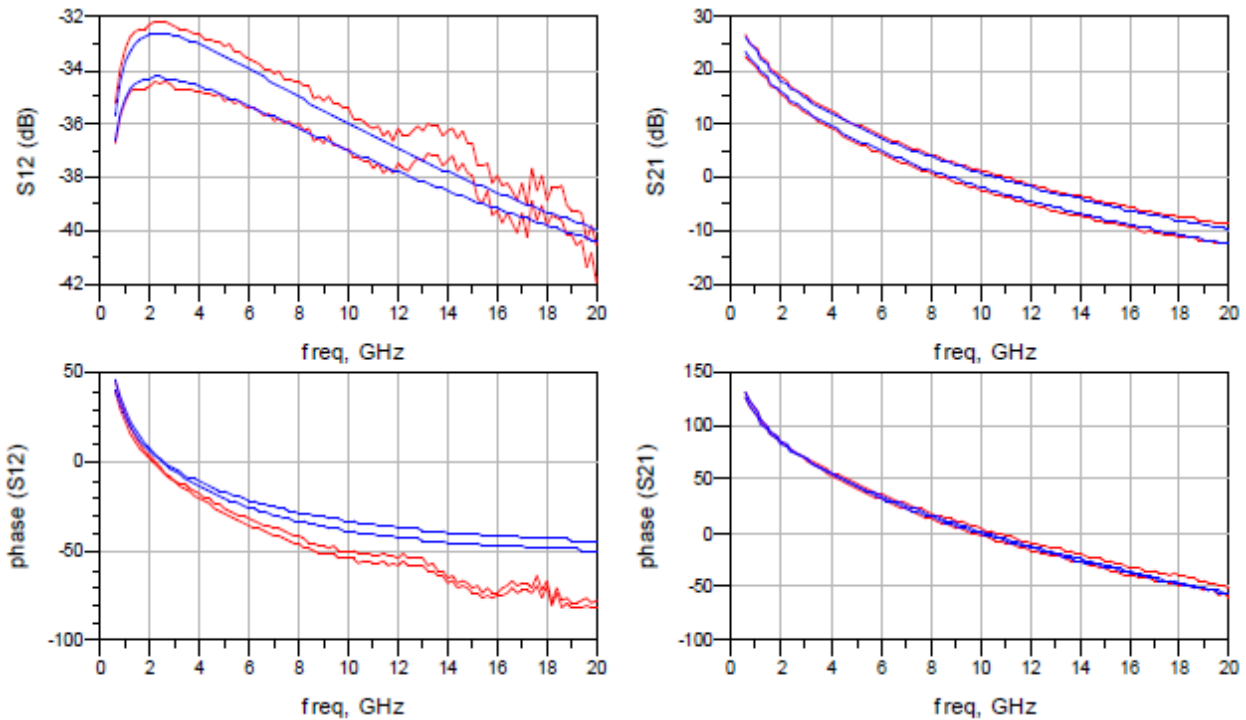 -32
-34
-36
-38
-40
-42
S12 (dB)
0 2 4 6 8 10 12 14 16 18 20
freq, GHz
30
20
10
0
-10
-20
S21 (dB)
0 2 4 6 8 10 12 14 16 18 20
freq, GHz
50
0
-50
-100
phase (S12)
0 2 4 6 8 10 12 14 16 18 20
freq, GHz
150
100
50
0
-50
-100
phase (S21)
0 2 4 6 8 10 12 14 16 18 20
freq, GHz